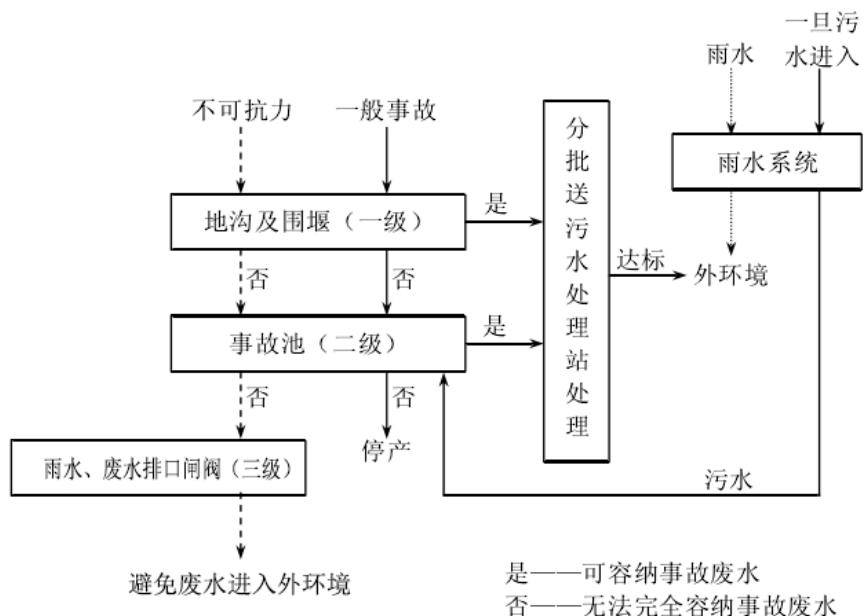 一旦污
水进入
雨水
不可抗力
一般事故
雨水系统
分批送污水处理站处理
地沟及围堰（一级）
是
否
否
达标
外环境
事故池（二级）
是
否
否
停产
雨水、废水排口闸阀（三级）
污水
避免废水进入外环境
是——可容纳事故废水
否——无法完全容纳事故废水